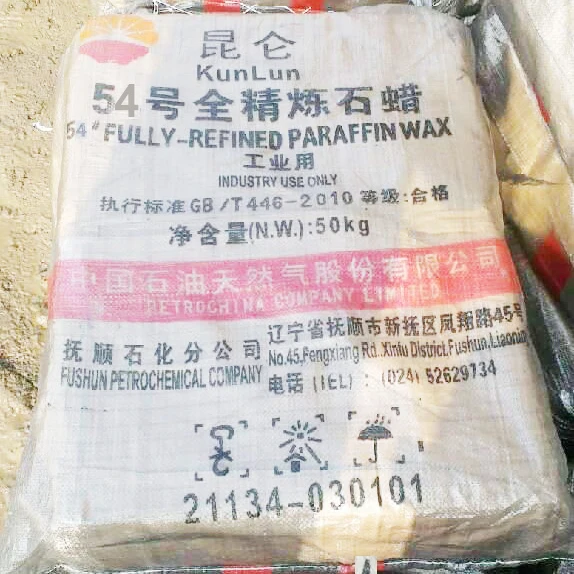 昆仑
KunLun
54号全精炼石蜡
54# FULLY-REFINED PARAFFIN WAX
工业用
INDUSTRY USE ONLY
执行标准GB/T446-2010 等级:合格
净含量(N.W.):50kg
中国石油天然气股份有限公司
PETROCHINA COMPANY LIMITED
抚顺石化分公司
FUSHUN PETROCHEMICAL COMPANY
辽宁省抚顺市新抚区凤翔路45号
No.45,Fengxiang Rd.Xinfu District,Fushun,Liaonin
电话 (TEL) : (024) 52629734
21134-030101